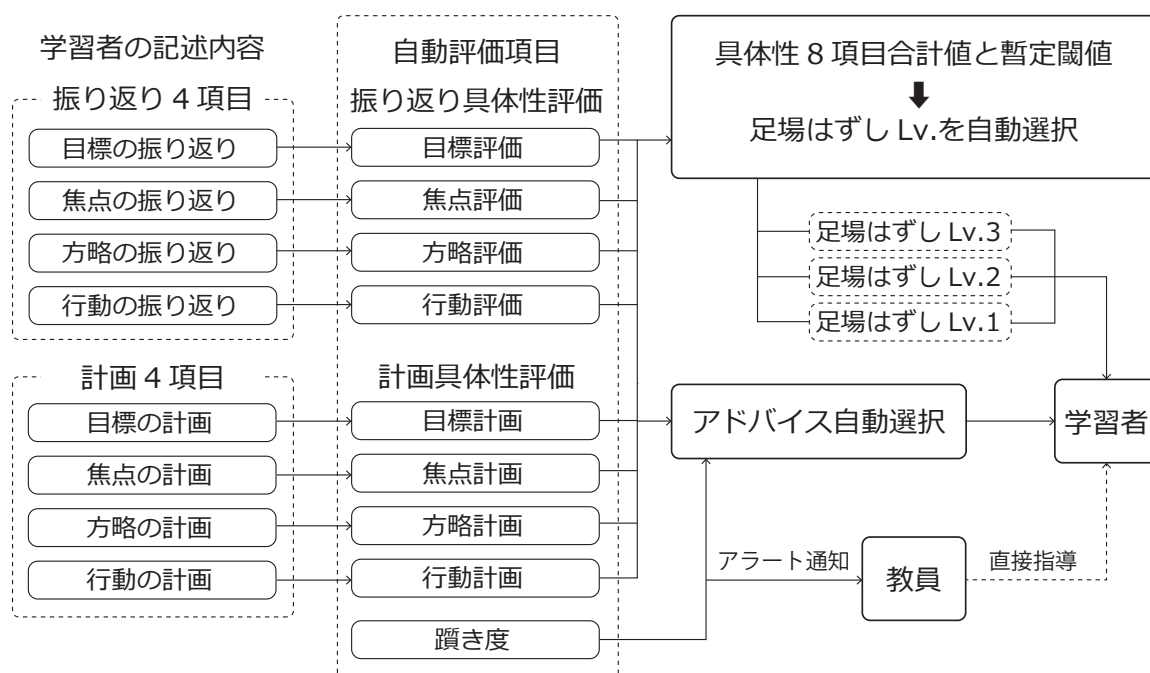 学習者の記述内容
振り返り 4 項目
目標の振り返り
焦点の振り返り
方略の振り返り
行動の振り返り
計画 4 項目
目標の計画
焦点の計画
方略の計画
行動の計画
自動評価項目
振り返り具体性評価
目標評価
焦点評価
方略評価
行動評価
計画具体性評価
目標計画
焦点計画
方略計画
行動計画
躓き度
具体性 8 項目合計値と暫定閾値
足場はずし Lv.を自動選択
足場はずし Lv.3
足場はずし Lv.2
足場はずし Lv.1
アドバイス自動選択
学習者
アラート通知
教員
直接指導